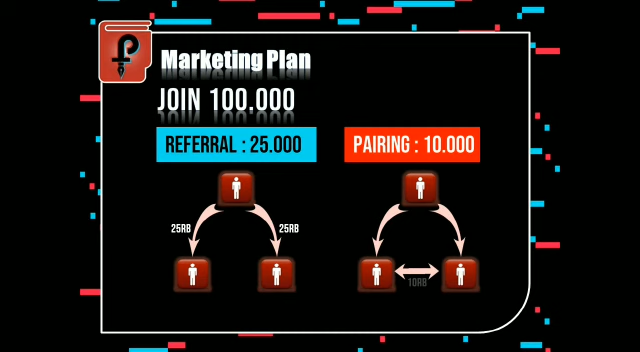 Marketing Plan
JOIN 100.000
REFERRAL : 25.000
PAIRING : 10.000
25RB
25RB
10RB